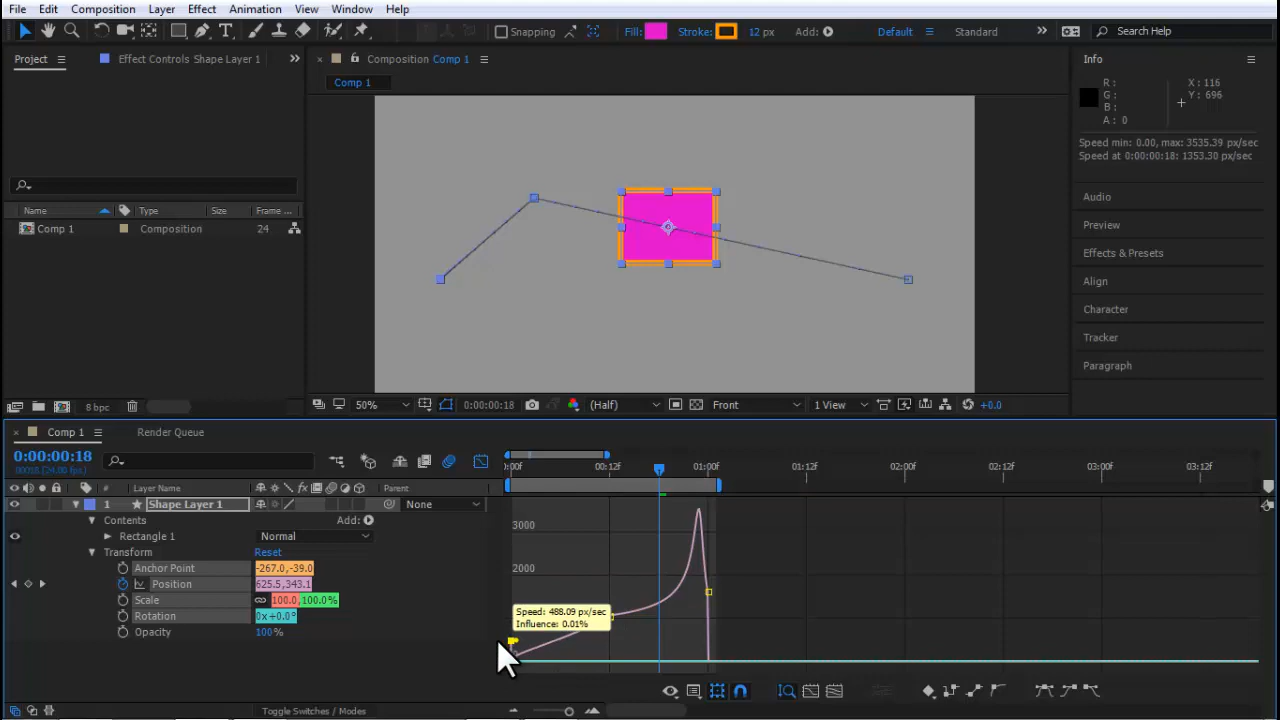 File Edit Composition Layer Effect Animation View Window Help
Snapping Fill: Stroke: 12 px Add: Default Standard Search Help
Project Effect Controls Shape Layer 1 Composition Comp 1 Info
Comp 1
R: X: 116
G: Y: 696
B:
A: 0
Speed min: 0.00, max: 3535.39 px/sec
Speed at 0:00:00:18: 1353.30 px/sec
Name Type Size Frame ...
Comp 1 Composition 24
Audio
Preview
Effects & Presets
Align
Character
Tracker
Paragraph
8 bpc 50% 0:00:00:18 (Half) Front 1 View +0.0
Comp 1 Render Queue
0:00:00:18
00018 (24.00 fps)
:00f 00:12f 01:00f 01:12f 02:00f 02:12f 03:00f 03:12f
# Layer Name Parent
1 Shape Layer 1 None
Contents Add:
Rectangle 1 Normal
Transform Reset
Anchor Point -267.0,-39.0
Position 625.5,343.1
Scale 100.0,100.0%
Rotation 0x+0.0°
Opacity 100%
3000
2000
Speed: 488.09 px/sec
Influence: 0.01%
Toggle Switches / Modes